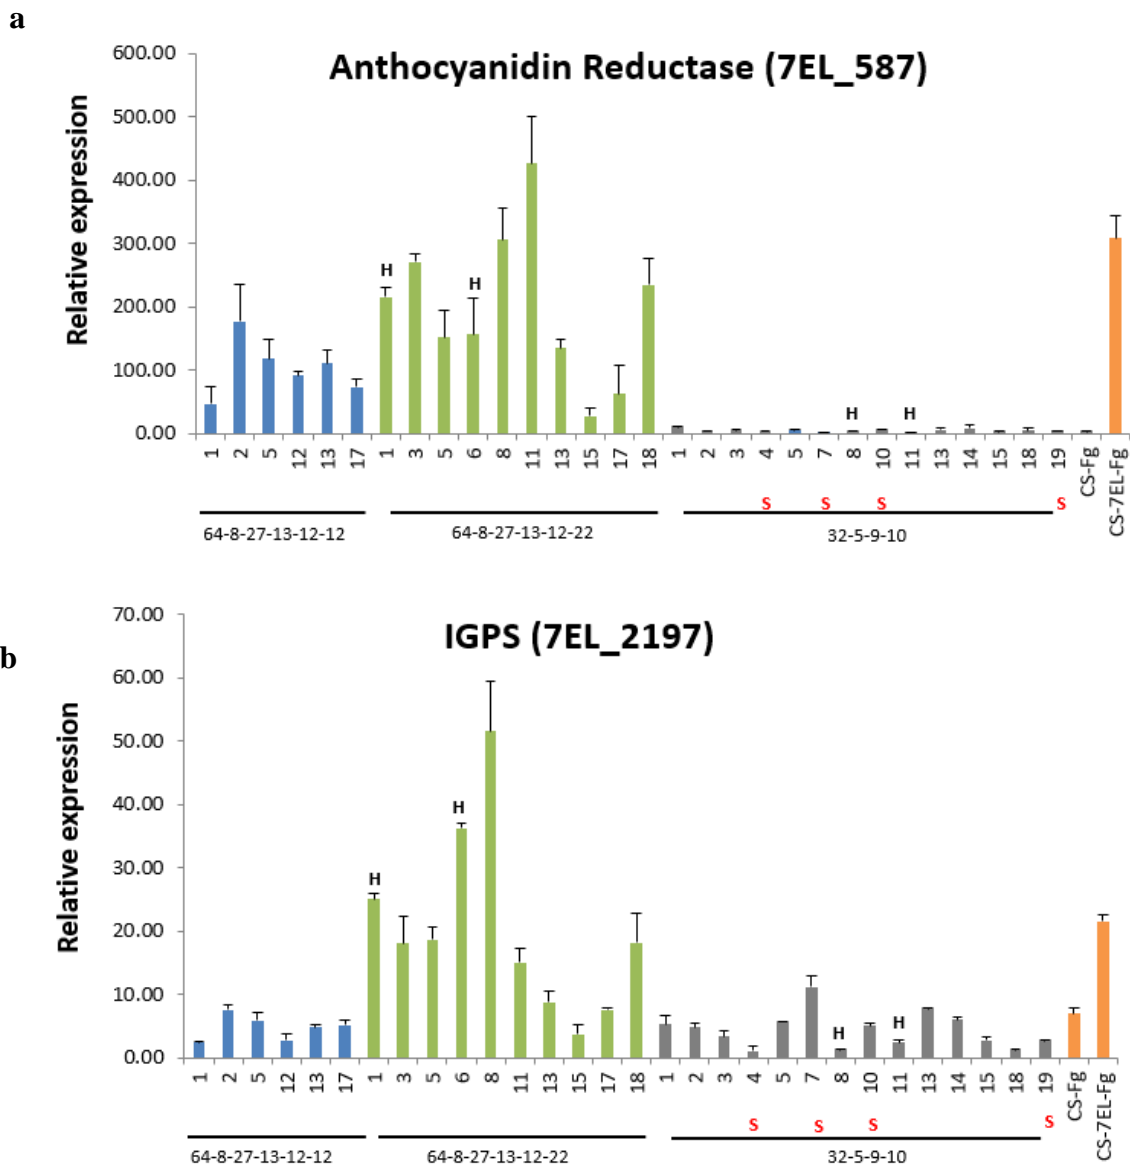 a
Anthocyanidin Reductase (7EL_587)
Relative expression
600.00
500.00
400.00
300.00
200.00
100.00
0.00
H H H H
1 2 5 12 13 17 1 3 5 6 8 11 13 15 17 18 1 2 3 4 5 7 8 10 11 13 14 15 18 19 CS-Fg CS-7EL-Fg
S S S S
64-8-27-13-12-12 64-8-27-13-12-22 32-5-9-10
b
IGPS (7EL_2197)
Relative expression
70.00
60.00
50.00
40.00
30.00
20.00
10.00
0.00
H H H H
1 2 5 12 13 17 1 3 5 6 8 11 13 15 17 18 1 2 3 4 5 7 8 10 11 13 14 15 18 19 CS-Fg CS-7EL-Fg
S S S S
64-8-27-13-12-12 64-8-27-13-12-22 32-5-9-10